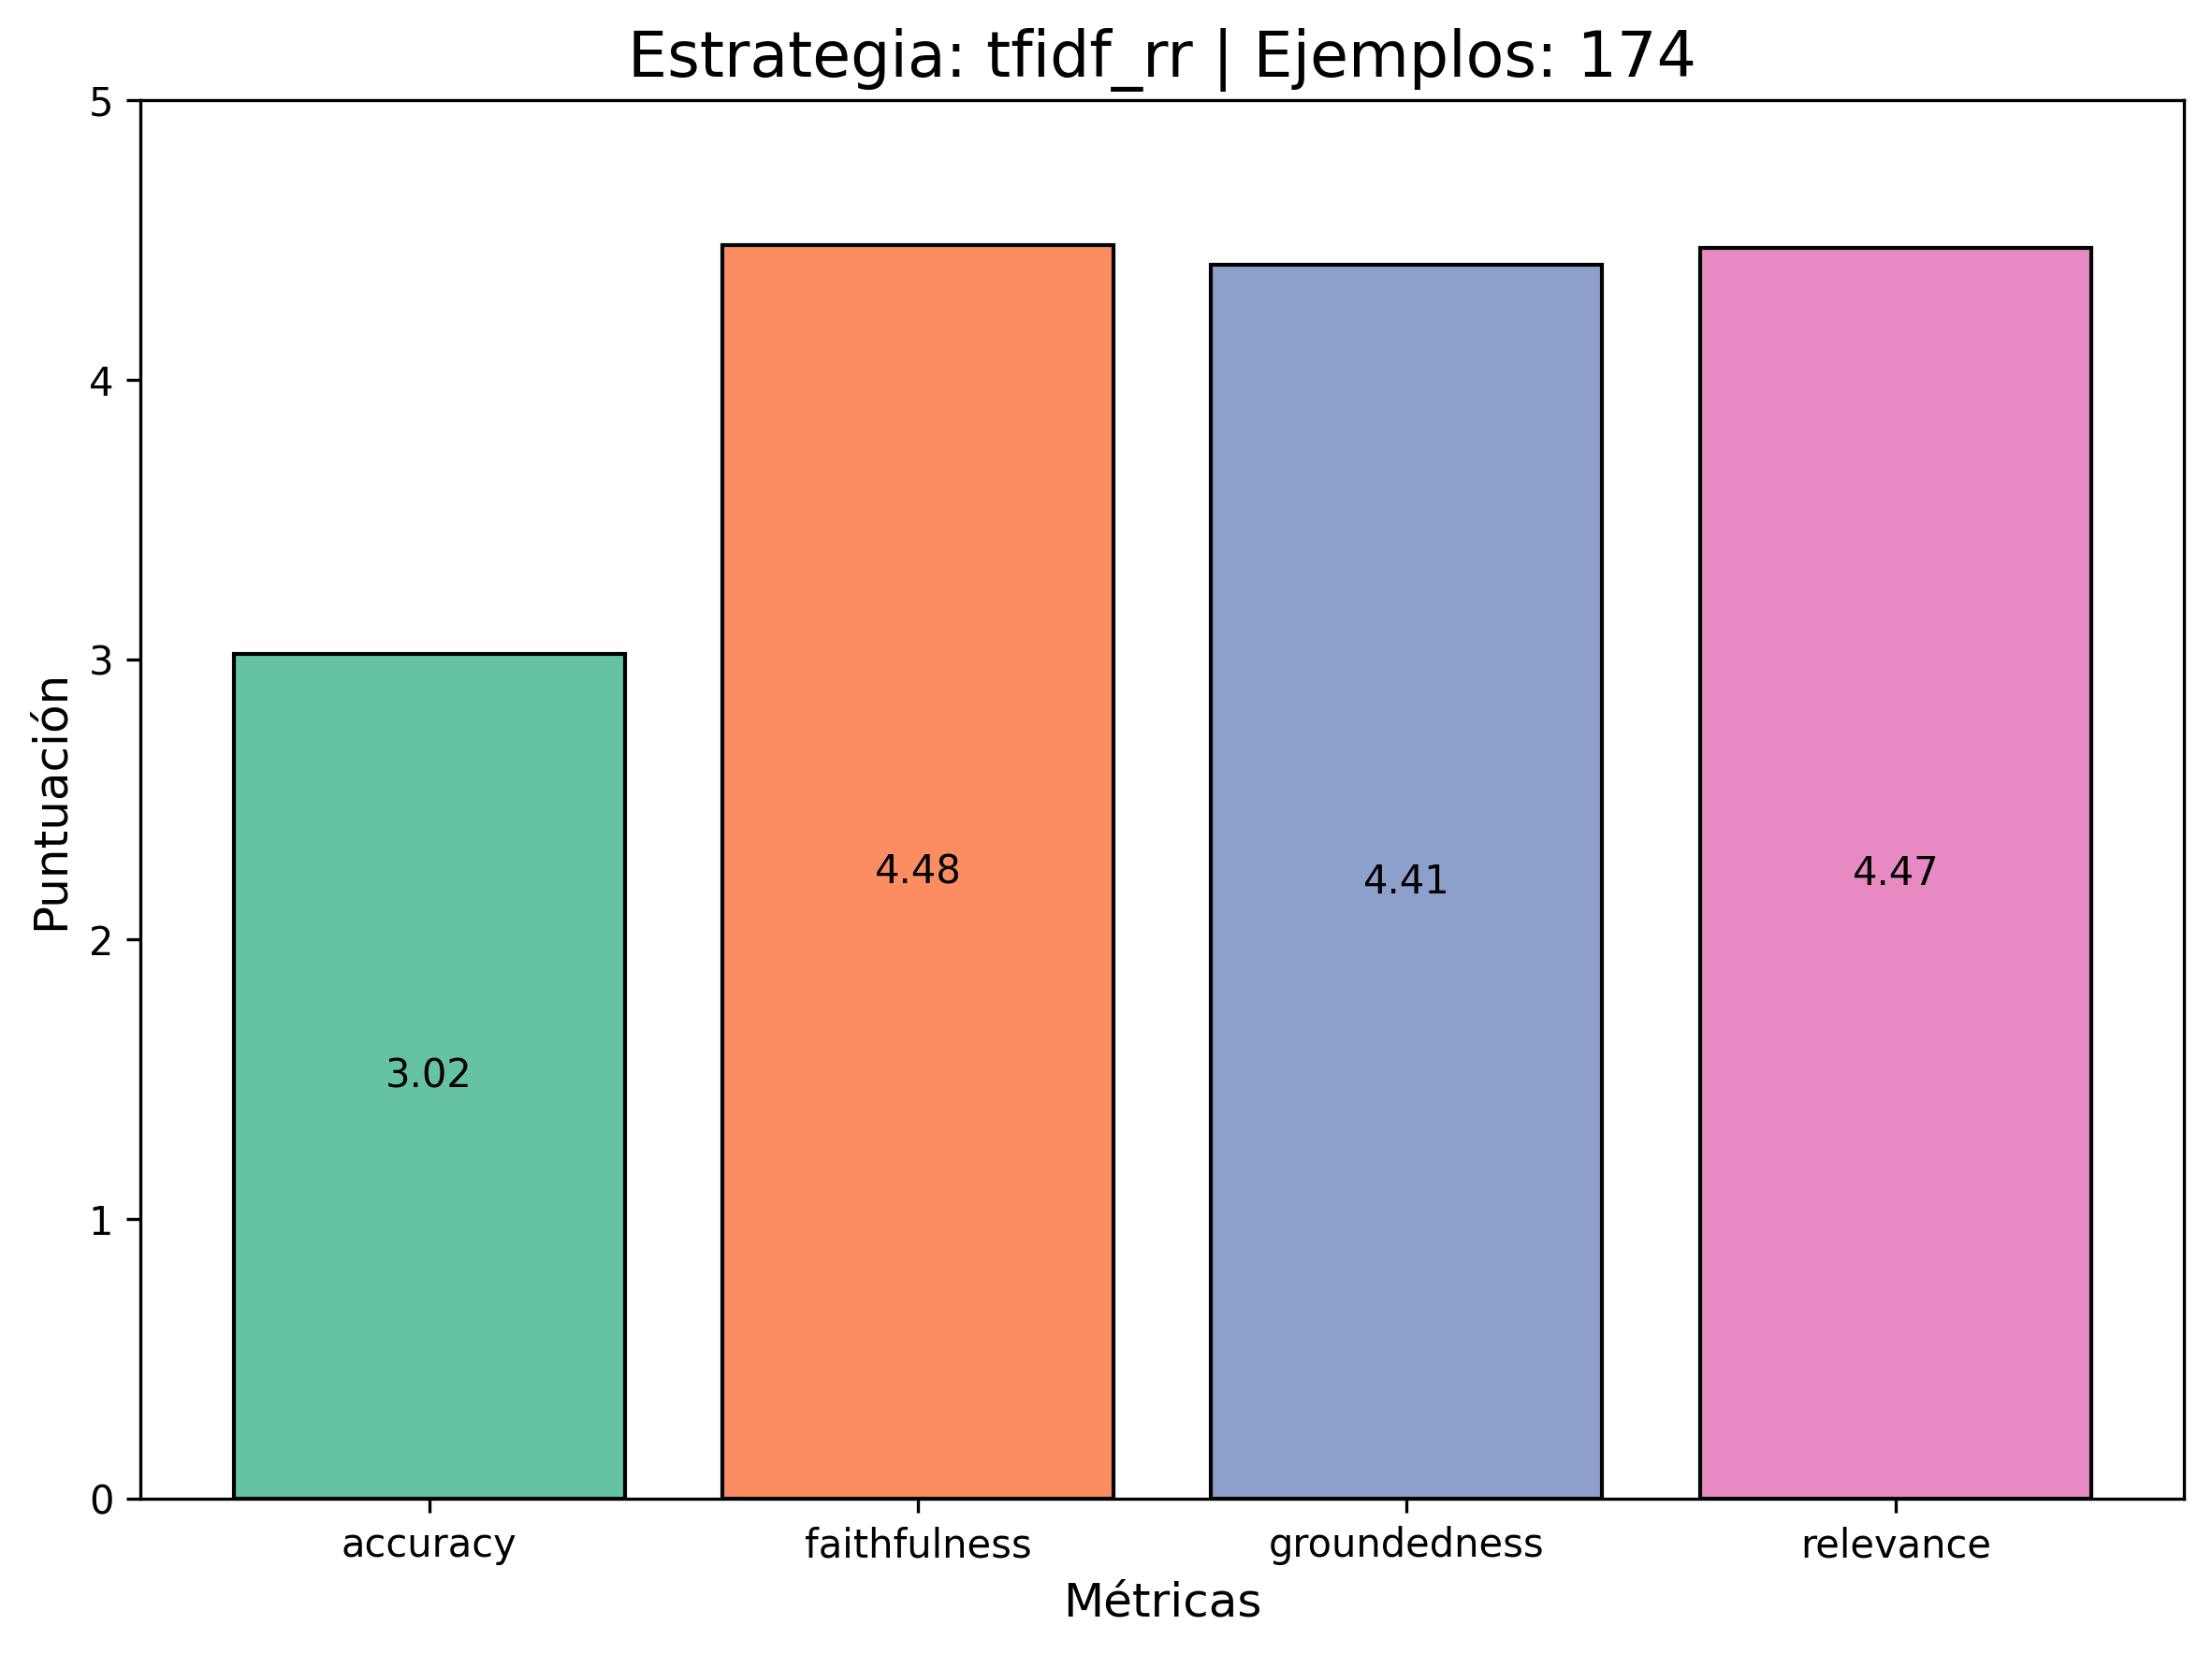 Estrategia: tfidf_rr | Ejemplos: 174
Puntuación
5
4
3
2
1
0
3.02
4.48
4.41
4.47
accuracy
faithfulness
groundedness
relevance
Métricas